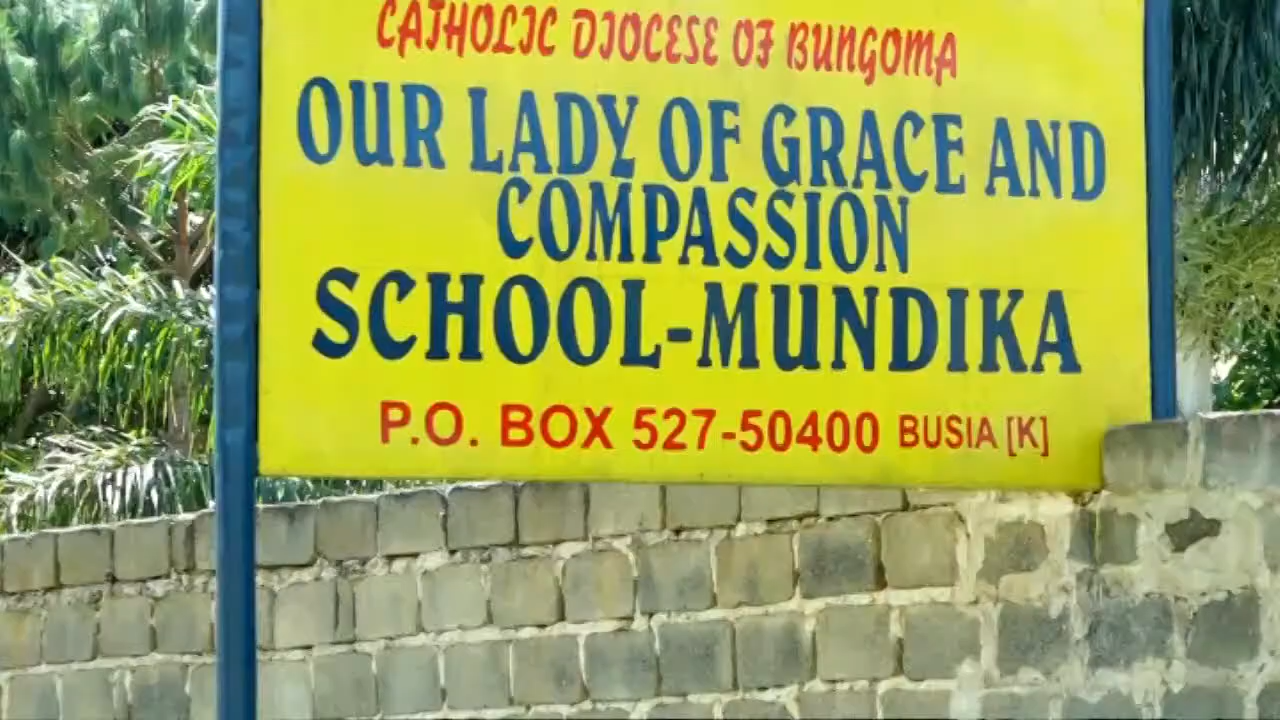 CATHOLIC DIOCESE OF BUNGOMA
OUR LADY OF GRACE AND
COMPASSION
SCHOOL-MUNDIKA
P.O. BOX 527-50400 BUSIA [K]